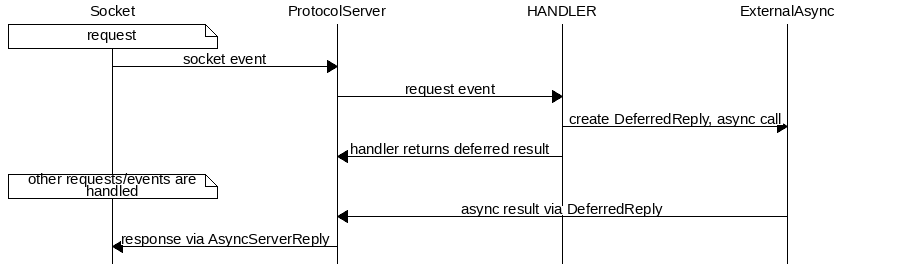 Socket
ProtocolServer
HANDLER
ExternalAsync
request
socket event
request event
create DeferredReply, async call
handler returns deferred result
other requests/events are
handled
async result via DeferredReply
response via AsyncServerReply